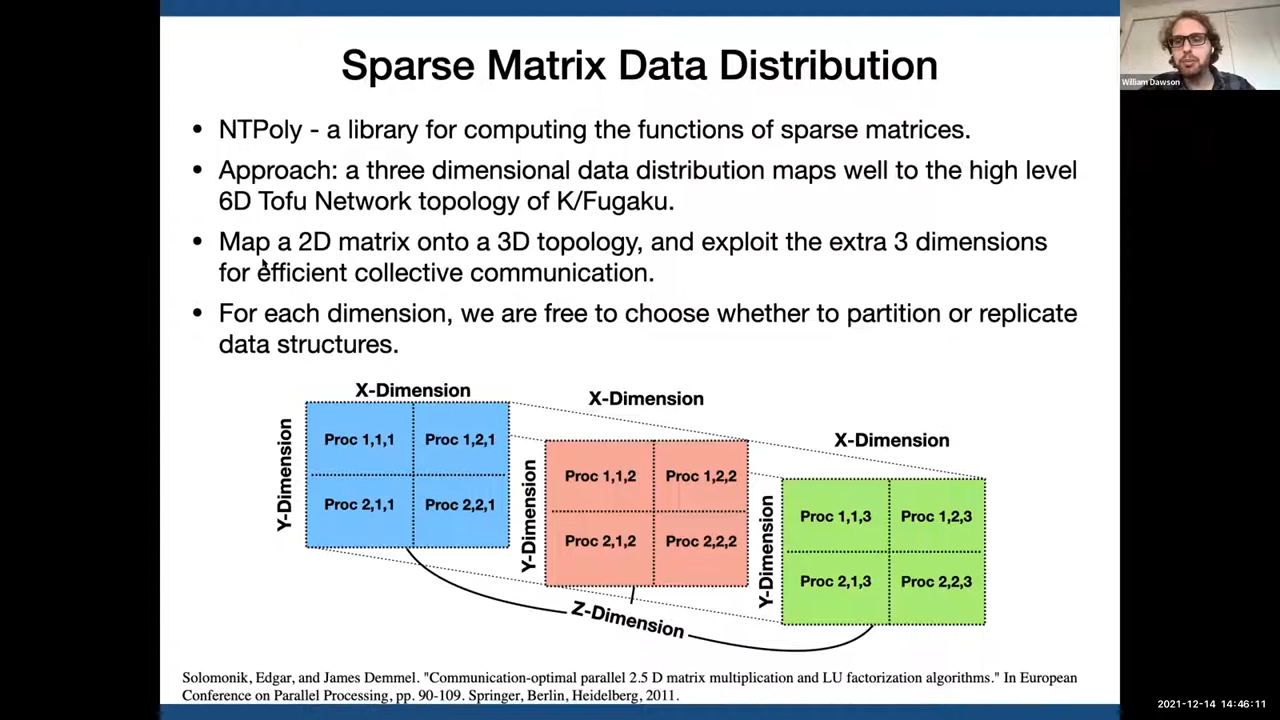 Sparse Matrix Data Distribution
• NTPoly - a library for computing the functions of sparse matrices.
• Approach: a three dimensional data distribution maps well to the high level
6D Tofu Network topology of K/Fugaku.
• Map a 2D matrix onto a 3D topology, and exploit the extra 3 dimensions
for efficient collective communication.
• For each dimension, we are free to choose whether to partition or replicate
data structures.
X-Dimension
Y-Dimension
Proc 1,1,1
Proc 1,2,1
Proc 2,1,1
Proc 2,2,1
X-Dimension
Y-Dimension
Proc 1,1,2
Proc 1,2,2
Proc 2,1,2
Proc 2,2,2
X-Dimension
Y-Dimension
Proc 1,1,3
Proc 1,2,3
Proc 2,1,3
Proc 2,2,3
Z-Dimension
Solomonik, Edgar, and James Demmel. "Communication-optimal parallel 2.5 D matrix multiplication and LU factorization algorithms." In European
Conference on Parallel Processing, pp. 90-109. Springer, Berlin, Heidelberg, 2011.
William Dawson
2021-12-14 14:46:11